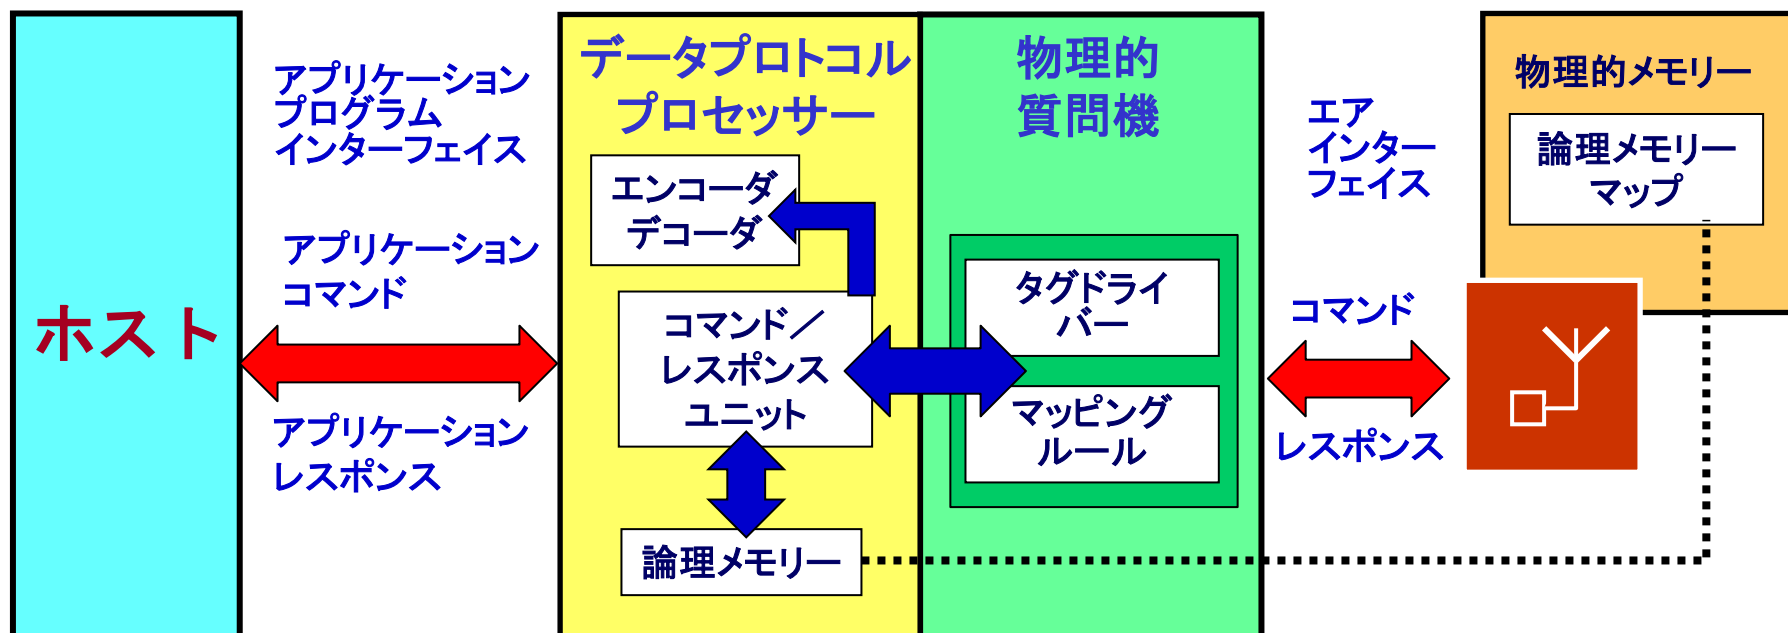 ホスト
アプリケーション
プログラム
インターフェイス
アプリケーション
コマンド
アプリケーション
レスポンス
データプロトコル
プロセッサー
エンコーダ
デコーダ
コマンド／
レスポンス
ユニット
論理メモリー
物理的
質問機
タグドライ
バー
マッピング
ルール
エア
インター
フェイス
コマンド
レスポンス
物理的メモリー
論理メモリー
マップ